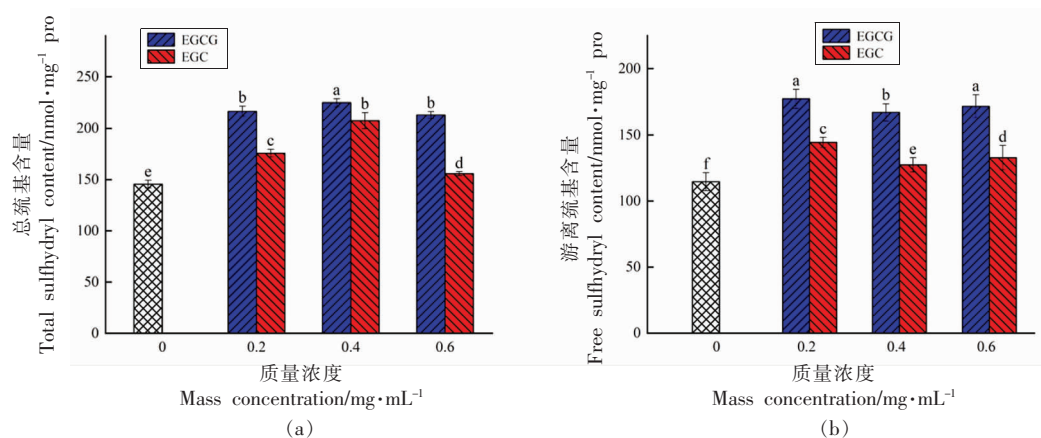 总巯基含量
Total sulfhydryl content/nmol·mg⁻¹ pro
EGCG
EGC
250
200
150
100
50
0
e
b
c
a
b
b
d
0
0.2
0.4
0.6
质量浓度
Mass concentration/mg·mL⁻¹
(a)
游离巯基含量
Free sulfhydryl content/nmol·mg⁻¹ pro
EGCG
EGC
200
150
100
50
0
f
a
c
b
e
a
d
0
0.2
0.4
0.6
质量浓度
Mass concentration/mg·mL⁻¹
(b)